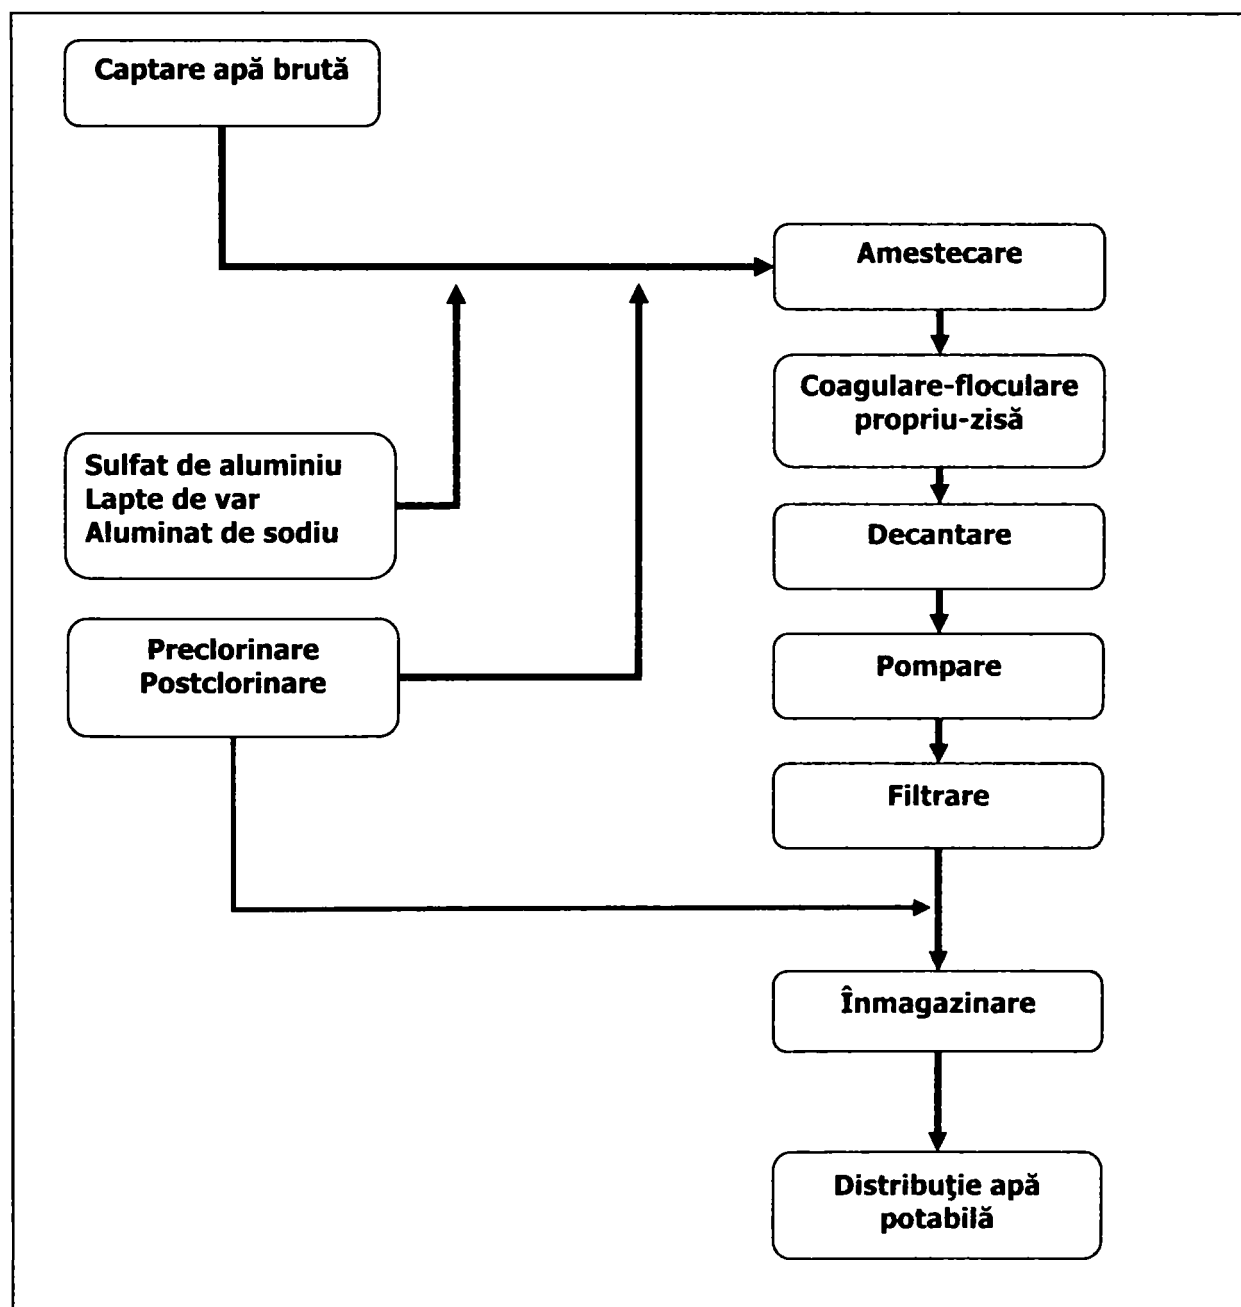 Captare apă brută
Amestecare
Coagulare-floculare
propriu-zisă
Sulfat de aluminiu
Lapte de var
Aluminat de sodiu
Decantare
Preclorinare
Postclorinare
Pompare
Filtrare
Înmagazinare
Distribuţie apă
potabilă